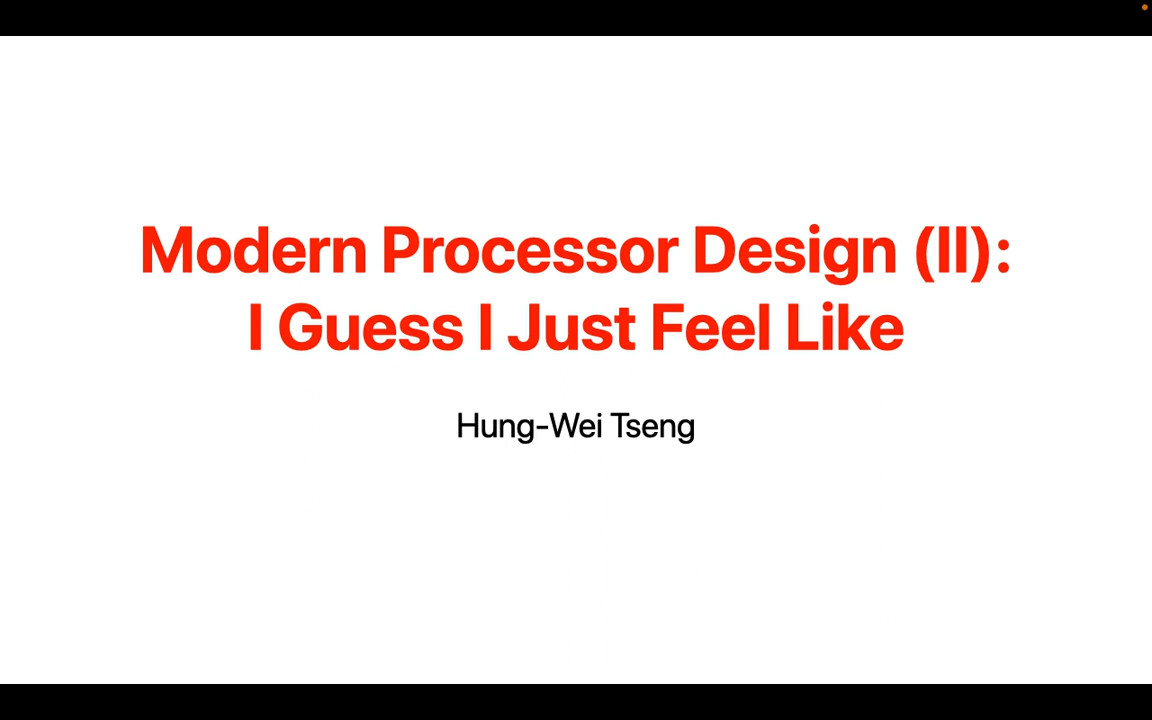 Modern Processor Design (II):
I Guess I Just Feel Like
Hung-Wei Tseng